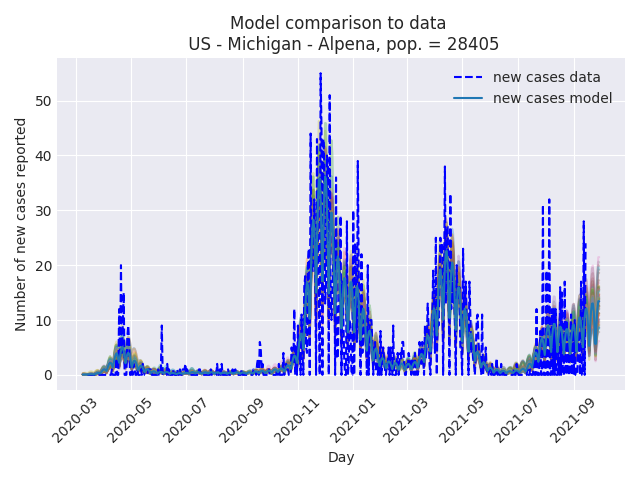 Model comparison to data
US - Michigan - Alpena, pop. = 28405
new cases data
new cases model
Number of new cases reported
50
40
30
20
10
0
2020-03
2020-05
2020-07
2020-09
2020-11
2021-01
2021-03
2021-05
2021-07
2021-09
Day